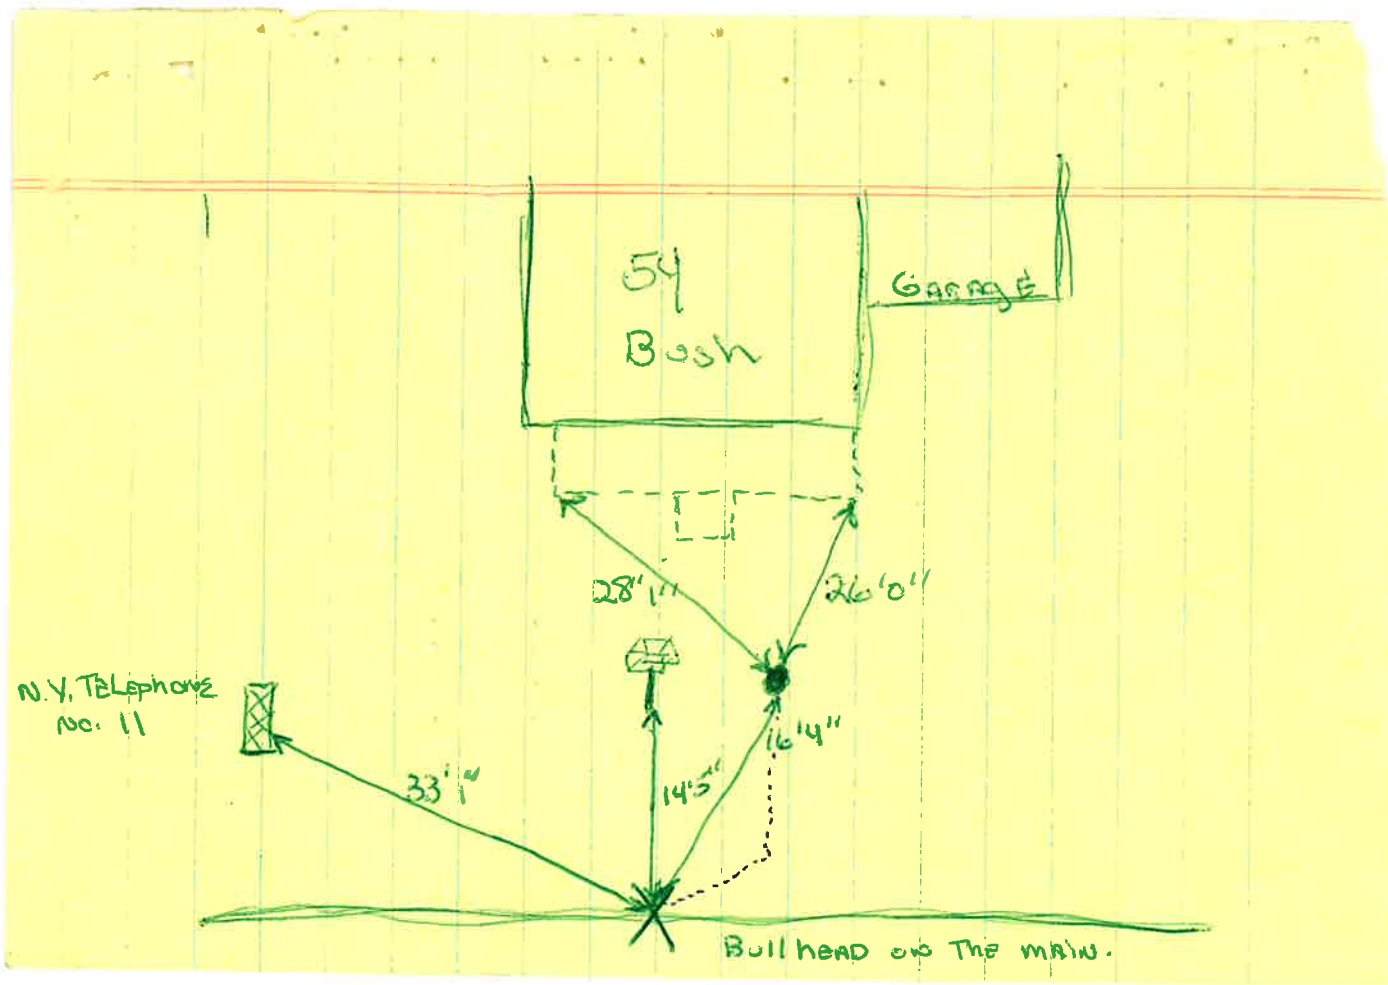 54
Bush
GARAGE
28"1"
26'0"
N.Y. TELephone
No. 11
16'4"
33'1"
14'5"
Bull head on The main.